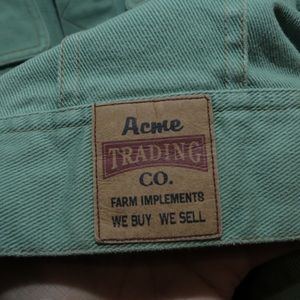 Acme
TRADING
CO.
FARM IMPLEMENTS
WE BUY WE SELL